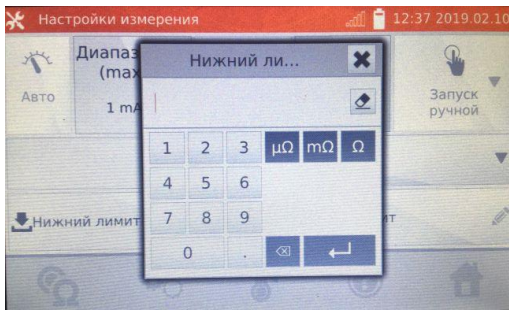 Настройки измерения 12:37 2019.02.10
Авто
Диапаз
(max
1 mA
Запуск
ручной
Нижний ли...
1 2 3 μΩ mΩ Ω
4 5 6
7 8 9
0 .
Нижний лимит
ит